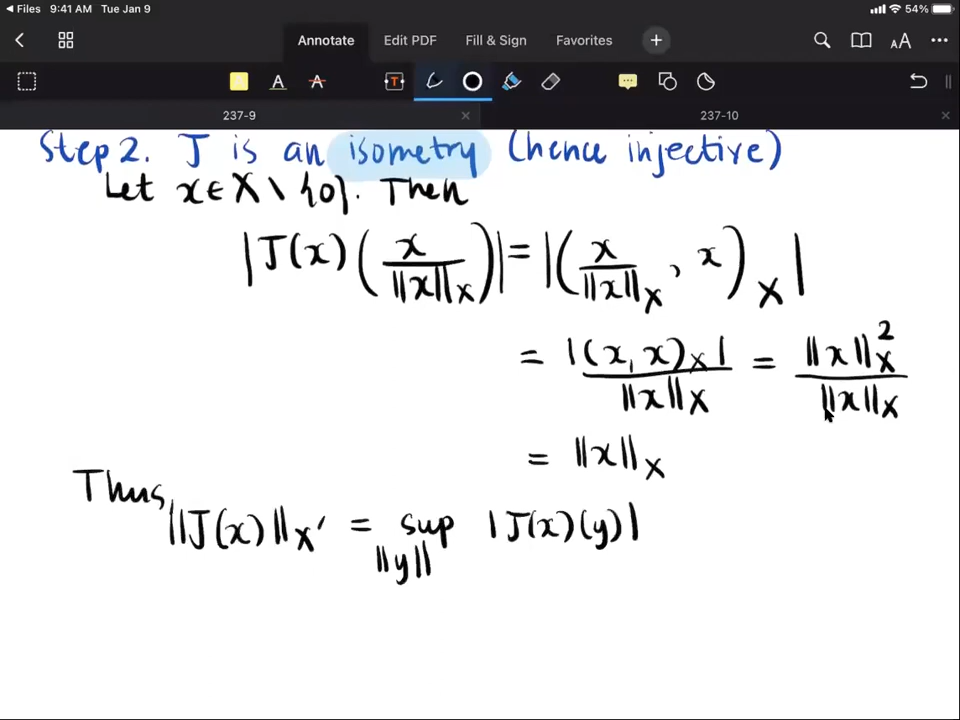 Files 9:41 AM Tue Jan 9 54%
Annotate Edit PDF Fill & Sign Favorites
237-9 237-10
Step 2. J is an isometry (hence injective)
Let x ∈ X \ {0}. Then
|J(x)(x/||x||_X)| = |(x/||x||_X, x)_X|
= |(x, x)_X|/||x||_X = ||x||_X^2/||x||_X
= ||x||_X
Thus,
||J(x)||_X' = sup_||y|| |J(x)(y)|